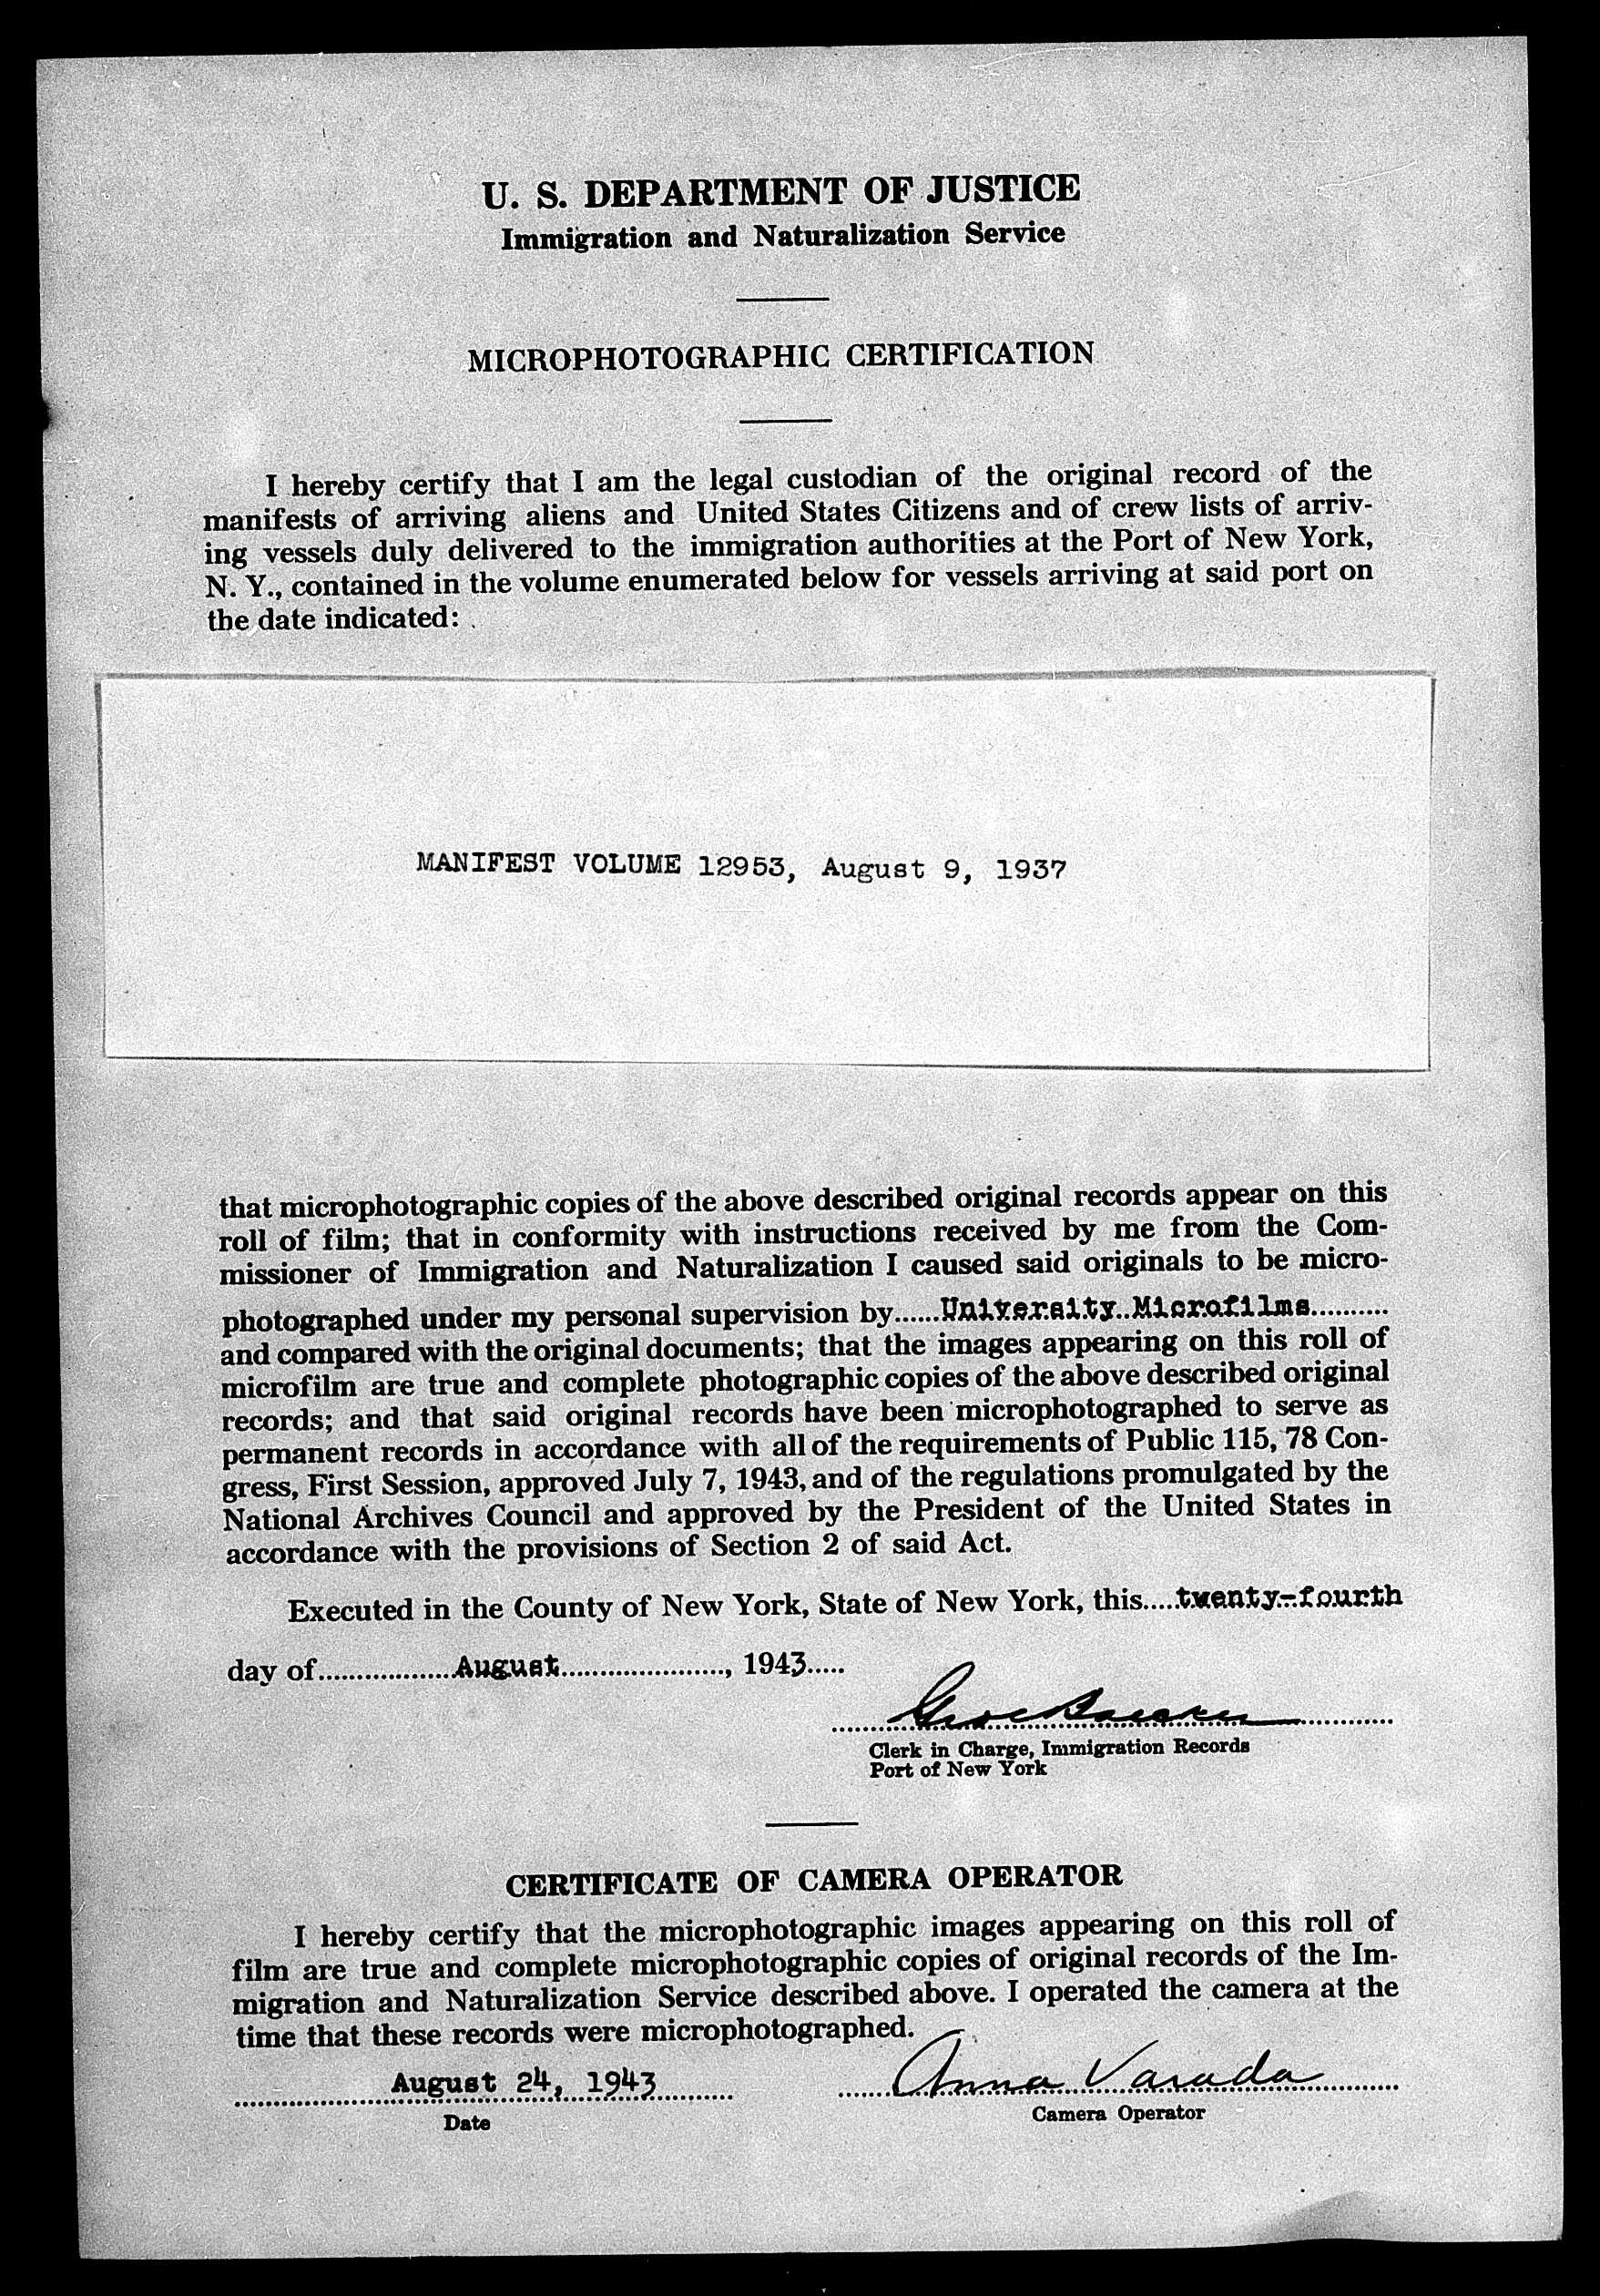 U. S. DEPARTMENT OF JUSTICE
Immigration and Naturalization Service
MICROPHOTOGRAPHIC CERTIFICATION
I hereby certify that I am the legal custodian of the original record of the
manifests of arriving aliens and United States Citizens and of crew lists of arriv-
ing vessels duly delivered to the immigration authorities at the Port of New York,
N. Y., contained in the volume enumerated below for vessels arriving at said port on
the date indicated:
MANIFEST VOLUME 12953, August 9, 1937
that microphotographic copies of the above described original records appear on this
roll of film; that in conformity with instructions received by me from the Com-
missioner of Immigration and Naturalization I caused said originals to be micro-
photographed under my personal supervision by......University Microfilms..........
and compared with the original documents; that the images appearing on this roll of
microfilm are true and complete photographic copies of the above described original
records; and that said original records have been microphotographed to serve as
permanent records in accordance with all of the requirements of Public 115, 78 Con-
gress, First Session, approved July 7, 1943, and of the regulations promulgated by the
National Archives Council and approved by the President of the United States in
accordance with the provisions of Section 2 of said Act.
Executed in the County of New York, State of New York, this....twenty-fourth
day of..................August....................., 1943.....
Clerk in Charge, Immigration Records
Port of New York
CERTIFICATE OF CAMERA OPERATOR
I hereby certify that the microphotographic images appearing on this roll of
film are true and complete microphotographic copies of original records of the Im-
migration and Naturalization Service described above. I operated the camera at the
time that these records were microphotographed.
August 24, 1943
Anna Varada
Date
Camera Operator